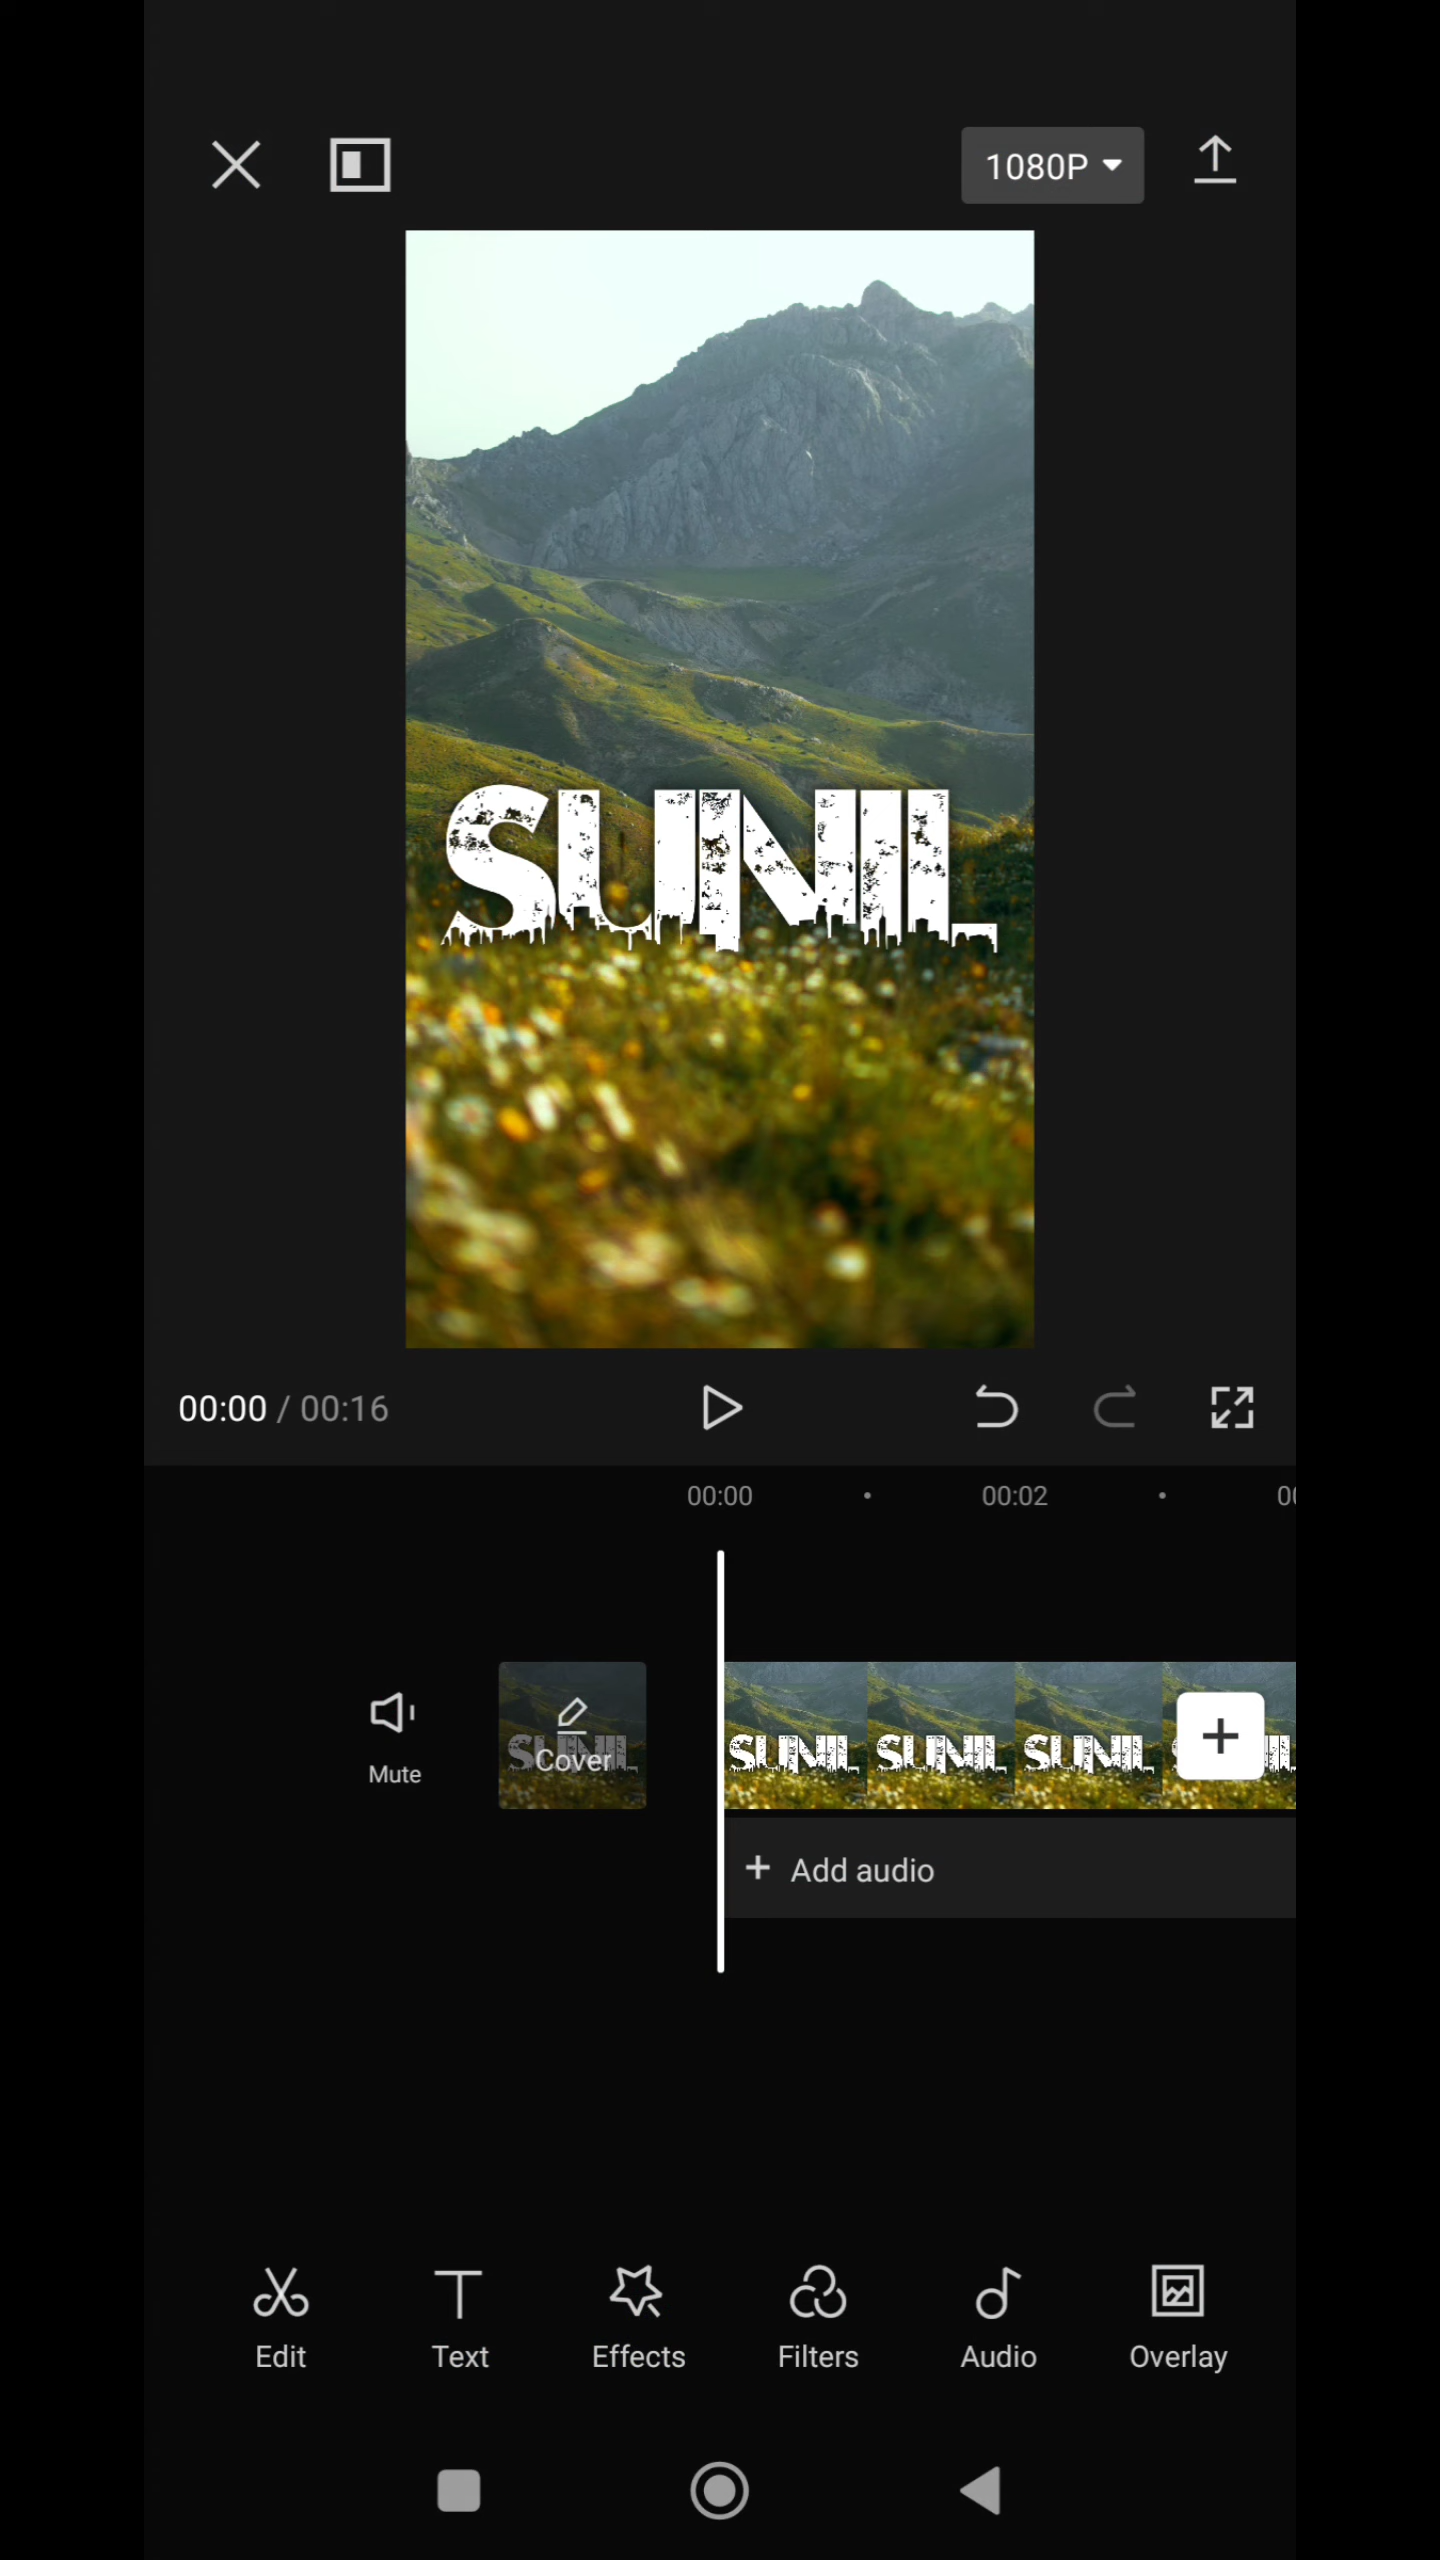 1080P
SUNIL
00:00 / 00:16
00:00 00:02
Mute
Cover
SUNIL SUNIL SUNIL SUNIL
Add audio
Edit Text Effects Filters Audio Overlay